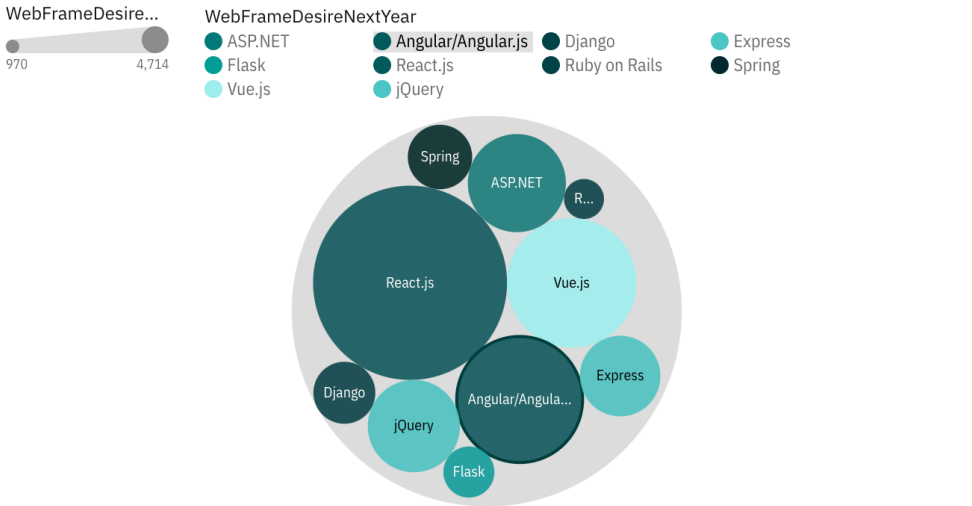 WebFrameDesire...
970
4,714
WebFrameDesireNextYear
ASP.NET
Angular/Angular.js
Django
Express
Flask
React.js
Ruby on Rails
Spring
Vue.js
jQuery
Spring
ASP.NET
R...
React.js
Vue.js
Express
Django
Angular/Angula...
jQuery
Flask